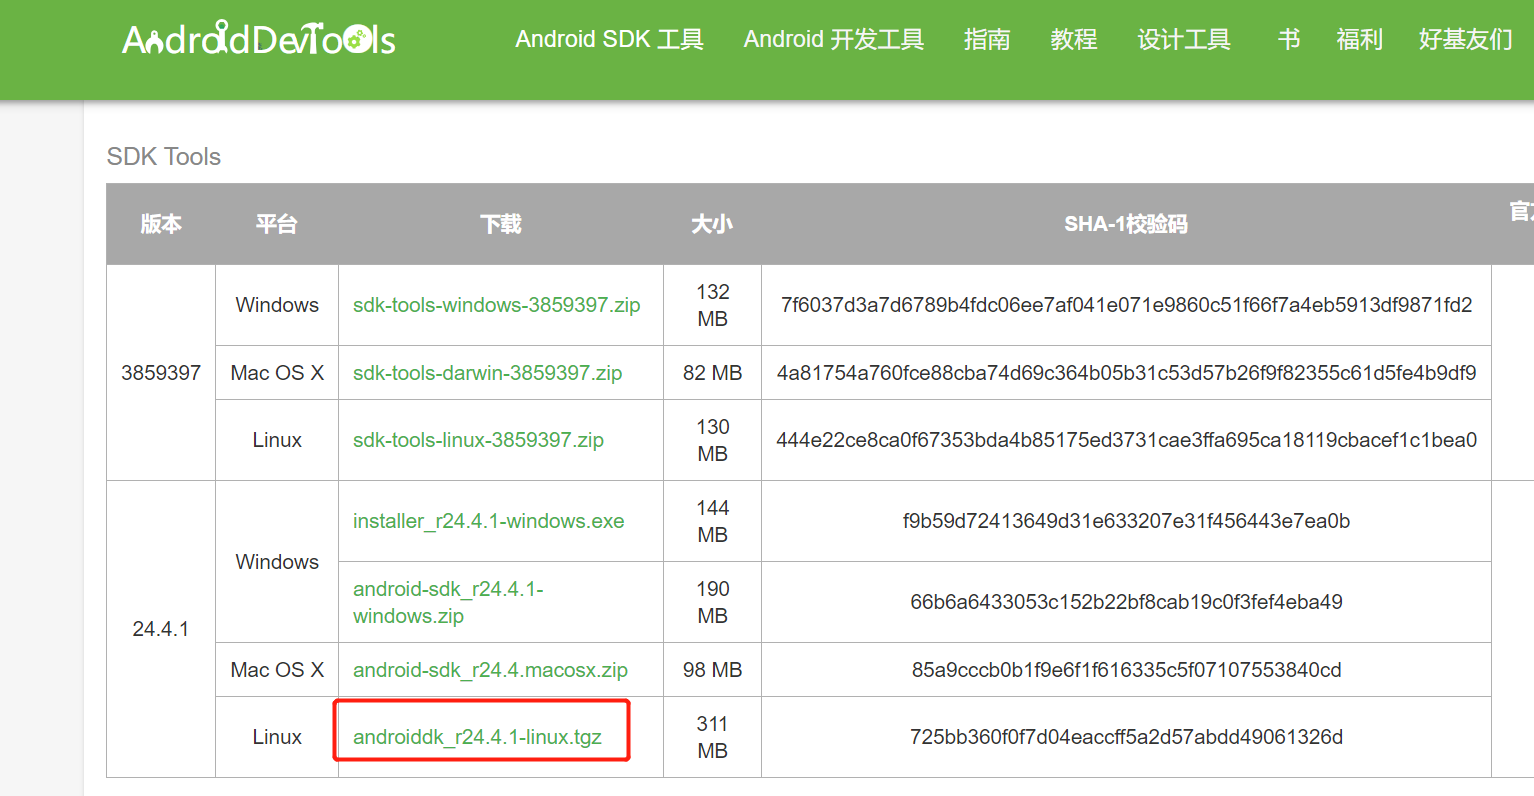 AndroidDevTools
Android SDK 工具 Android 开发工具 指南 教程 设计工具 书 福利 好基友们
SDK Tools
版本 平台 下载 大小 SHA-1校验码
3859397
Windows sdk-tools-windows-3859397.zip 132 MB 7f6037d3a7d6789b4fdc06ee7af041e071e9860c51f66f7a4eb5913df9871fd2
Mac OS X sdk-tools-darwin-3859397.zip 82 MB 4a81754a760fce88cba74d69c364b05b31c53d57b26f9f82355c61d5fe4b9df9
Linux sdk-tools-linux-3859397.zip 130 MB 444e22ce8ca0f67353bda4b85175ed3731cae3ffa695ca18119cbacef1c1bea0
24.4.1
Windows
installer_r24.4.1-windows.exe 144 MB f9b59d72413649d31e633207e31f456443e7ea0b
android-sdk_r24.4.1-
windows.zip 190 MB 66b6a6433053c152b22bf8cab19c0f3fef4eba49
Mac OS X android-sdk_r24.4.macosx.zip 98 MB 85a9cccb0b1f9e6f1f616335c5f07107553840cd
Linux androiddk_r24.4.1-linux.tgz 311 MB 725bb360f0f7d04eaccff5a2d57abdd49061326d